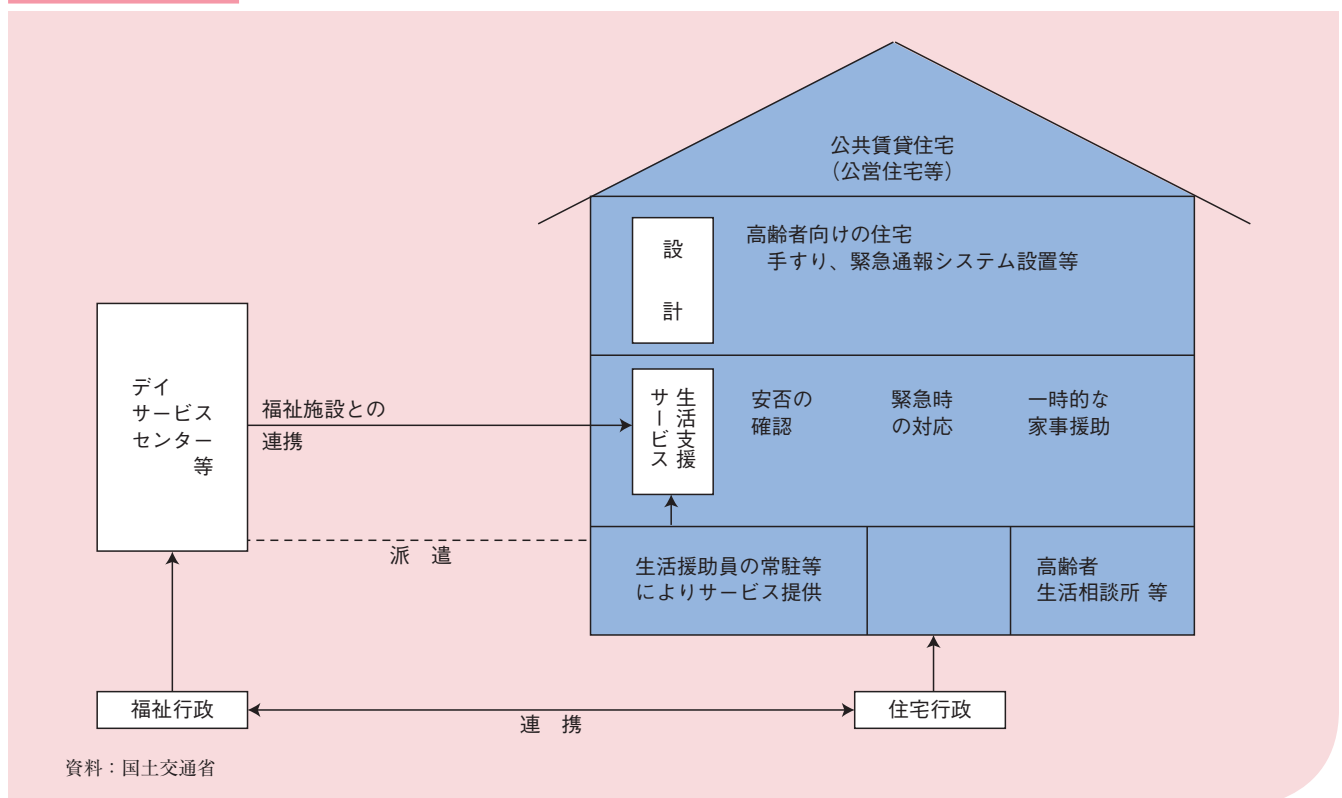 公共賃貸住宅
（公営住宅等）
設計
高齢者向けの住宅
手すり、緊急通報システム設置等
デイ
サービス
センター
等
福祉施設との
連携
生活支援
サービス
安否の
確認
緊急時
の対応
一時的な
家事援助
派　遣
生活援助員の常駐等
によりサービス提供
高齢者
生活相談所 等
福祉行政
連　携
住宅行政
資料：国土交通省